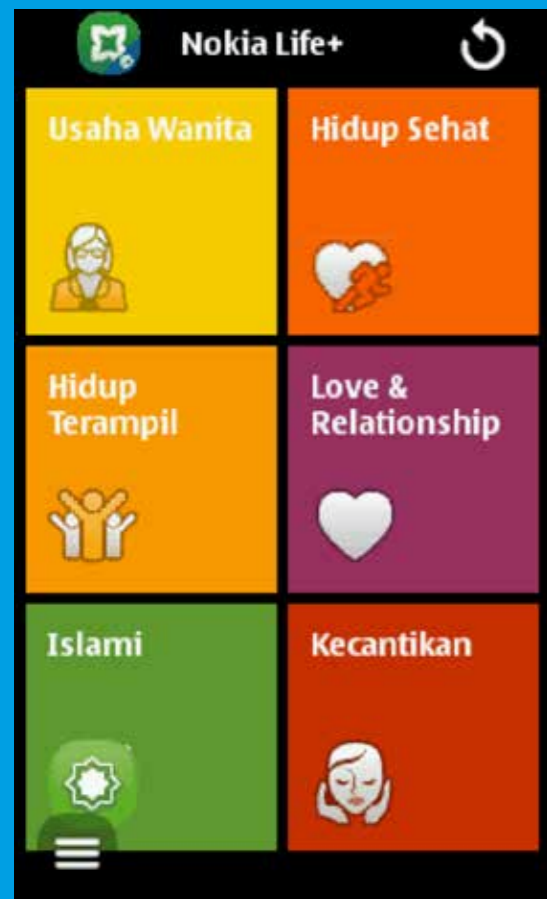 Nokia Life+
Usaha Wanita
Hidup Sehat
Hidup
Terampil
Love &
Relationship
Islami
Kecantikan